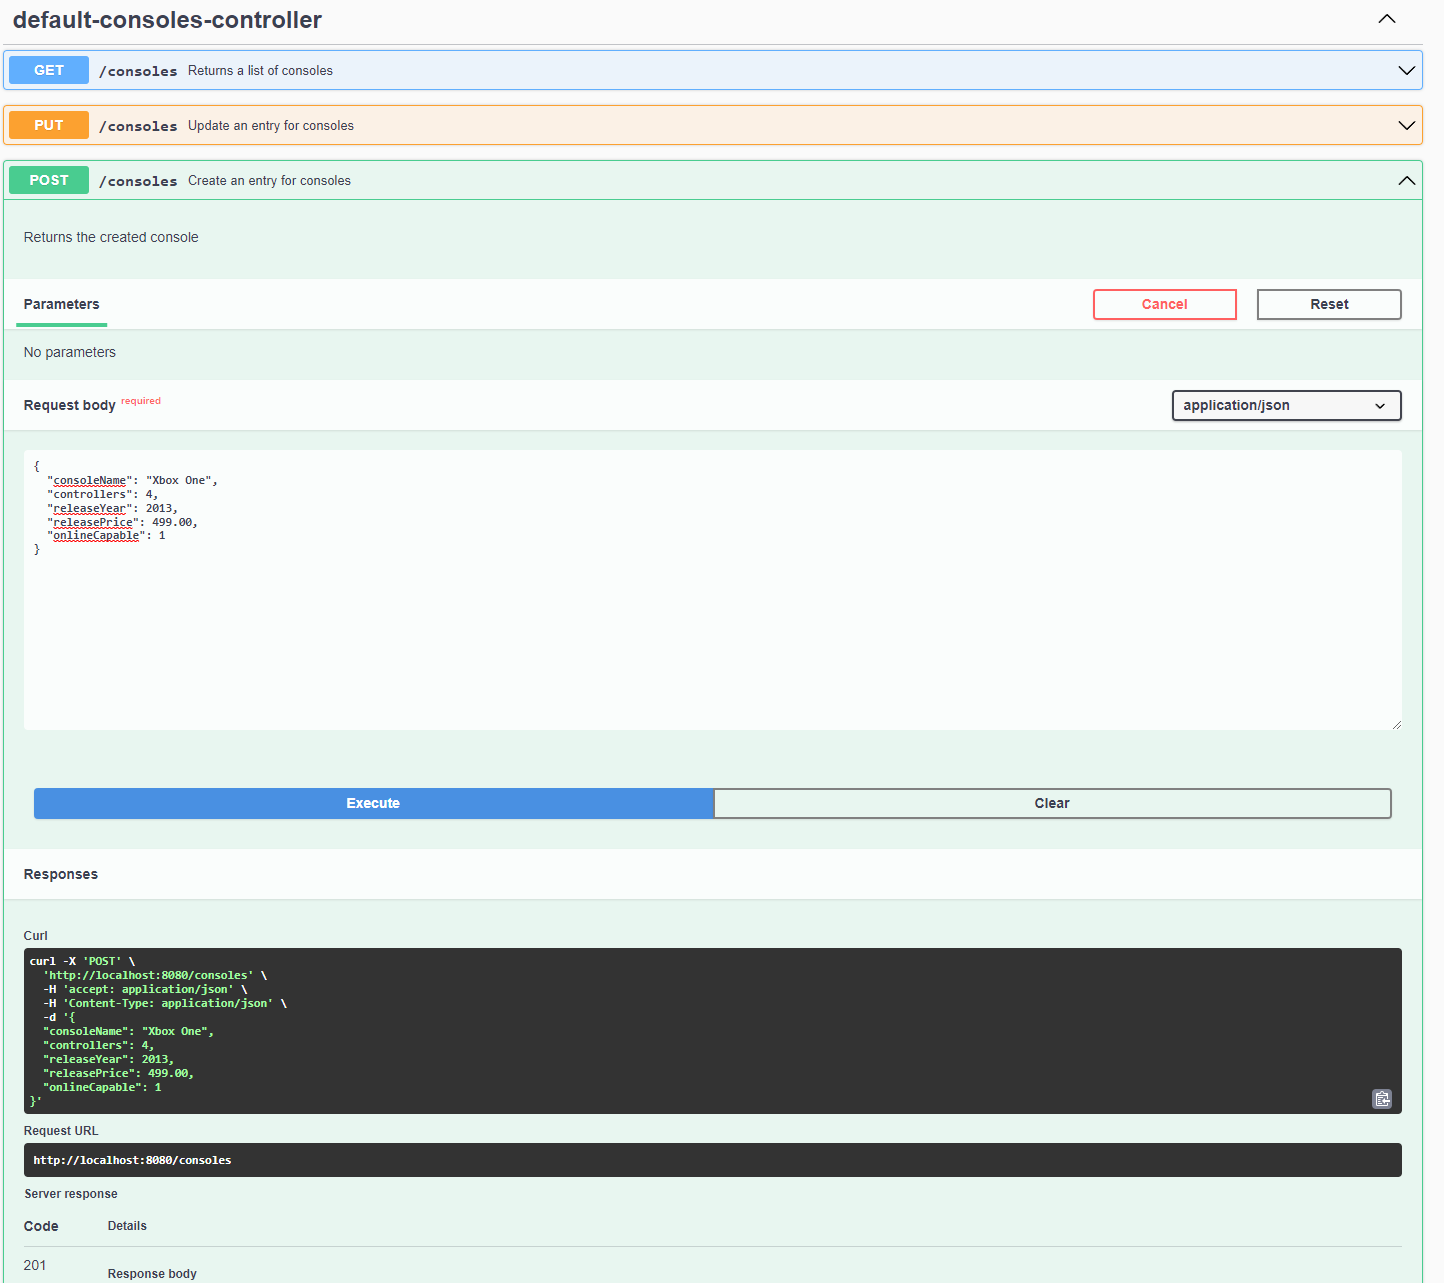 default-consoles-controller
GET /consoles Returns a list of consoles
PUT /consoles Update an entry for consoles
POST /consoles Create an entry for consoles
Returns the created console
Parameters Cancel Reset
No parameters
Request body required application/json
{
  "consoleName": "Xbox One",
  "controllers": 4,
  "releaseYear": 2013,
  "releasePrice": 499.00,
  "onlineCapable": 1
}
Execute Clear
Responses
Curl
curl -X 'POST' \
  'http://localhost:8080/consoles' \
  -H 'accept: application/json' \
  -H 'Content-Type: application/json' \
  -d '{
  "consoleName": "Xbox One",
  "controllers": 4,
  "releaseYear": 2013,
  "releasePrice": 499.00,
  "onlineCapable": 1
}'
Request URL
http://localhost:8080/consoles
Server response
Code Details
201
Response body